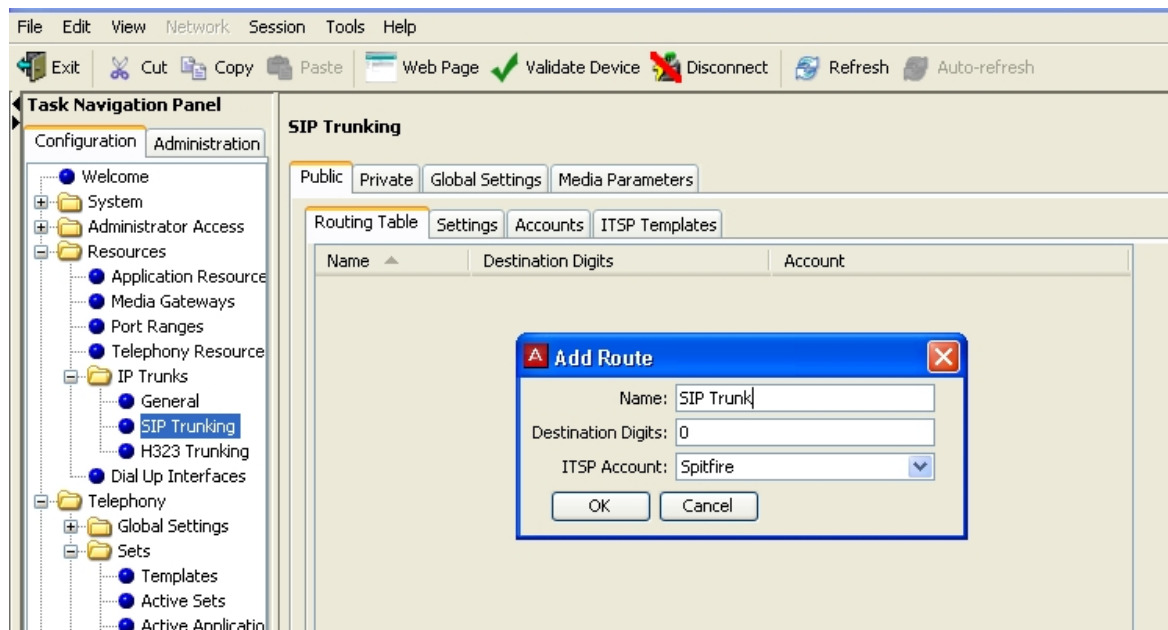 File Edit View Network Session Tools Help
Exit Cut Copy Paste Web Page Validate Device Disconnect Refresh Auto-refresh
Task Navigation Panel
Configuration Administration
Welcome
System
Administrator Access
Resources
Application Resource
Media Gateways
Port Ranges
Telephony Resource
IP Trunks
General
SIP Trunking
H323 Trunking
Dial Up Interfaces
Telephony
Global Settings
Sets
Templates
Active Sets
Active Applicatio
SIP Trunking
Public Private Global Settings Media Parameters
Routing Table Settings Accounts ITSP Templates
Name Destination Digits Account
A Add Route
Name: SIP Trunk
Destination Digits: 0
ITSP Account: Spitfire
OK Cancel